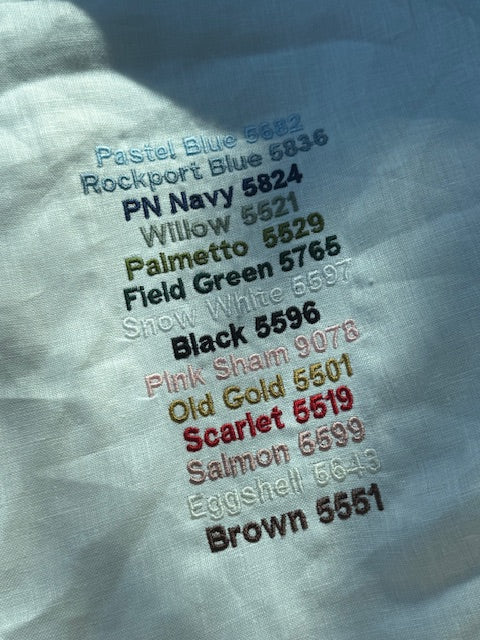 Pastel Blue 5682
Rockport Blue 5836
PN Navy 5824
Willow 5521
Palmetto 5529
Field Green 5765
Snow White 5597
Black 5596
Pink Sham 9078
Old Gold 5501
Scarlet 5519
Salmon 5599
Eggshell 5643
Brown 5551